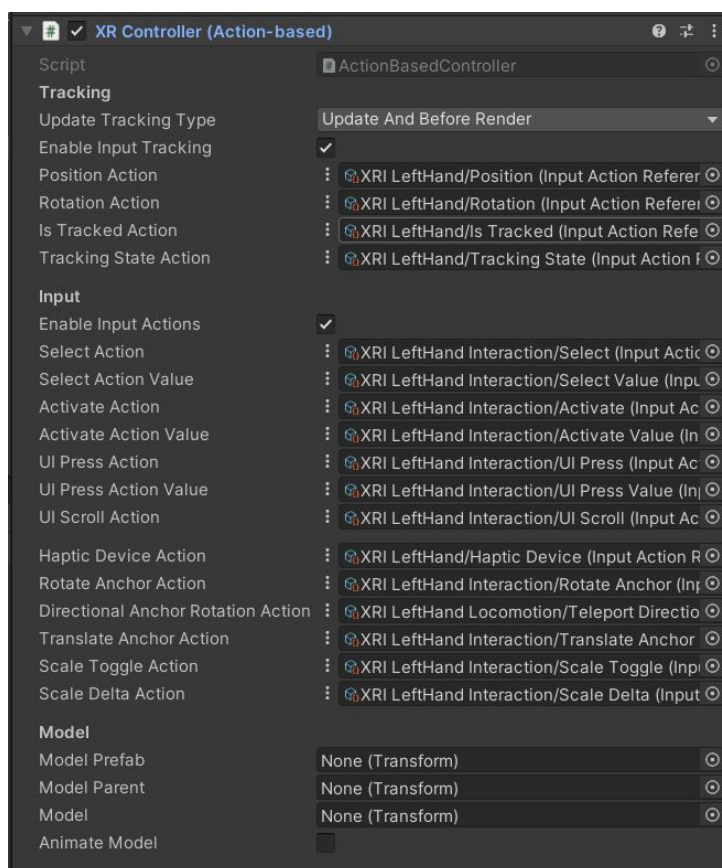 # XR Controller (Action-based)
Script ActionBasedController
Tracking
Update Tracking Type Update And Before Render
Enable Input Tracking
Position Action XRI LeftHand/Position (Input Action Referer
Rotation Action XRI LeftHand/Rotation (Input Action Referer
Is Tracked Action XRI LeftHand/Is Tracked (Input Action Refe
Tracking State Action XRI LeftHand/Tracking State (Input Action
Input
Enable Input Actions
Select Action XRI LeftHand Interaction/Select (Input Actic
Select Action Value XRI LeftHand Interaction/Select Value (Inpu
Activate Action XRI LeftHand Interaction/Activate (Input Ac
Activate Action Value XRI LeftHand Interaction/Activate Value (In
UI Press Action XRI LeftHand Interaction/UI Press (Input Ac
UI Press Action Value XRI LeftHand Interaction/UI Press Value (Inp
UI Scroll Action XRI LeftHand Interaction/UI Scroll (Input Ac
Haptic Device Action XRI LeftHand/Haptic Device (Input Action R
Rotate Anchor Action XRI LeftHand Interaction/Rotate Anchor (Inp
Directional Anchor Rotation Action XRI LeftHand Locomotion/Teleport Directio
Translate Anchor Action XRI LeftHand Interaction/Translate Anchor
Scale Toggle Action XRI LeftHand Interaction/Scale Toggle (Inpu
Scale Delta Action XRI LeftHand Interaction/Scale Delta (Input
Model
Model Prefab None (Transform)
Model Parent None (Transform)
Model None (Transform)
Animate Model